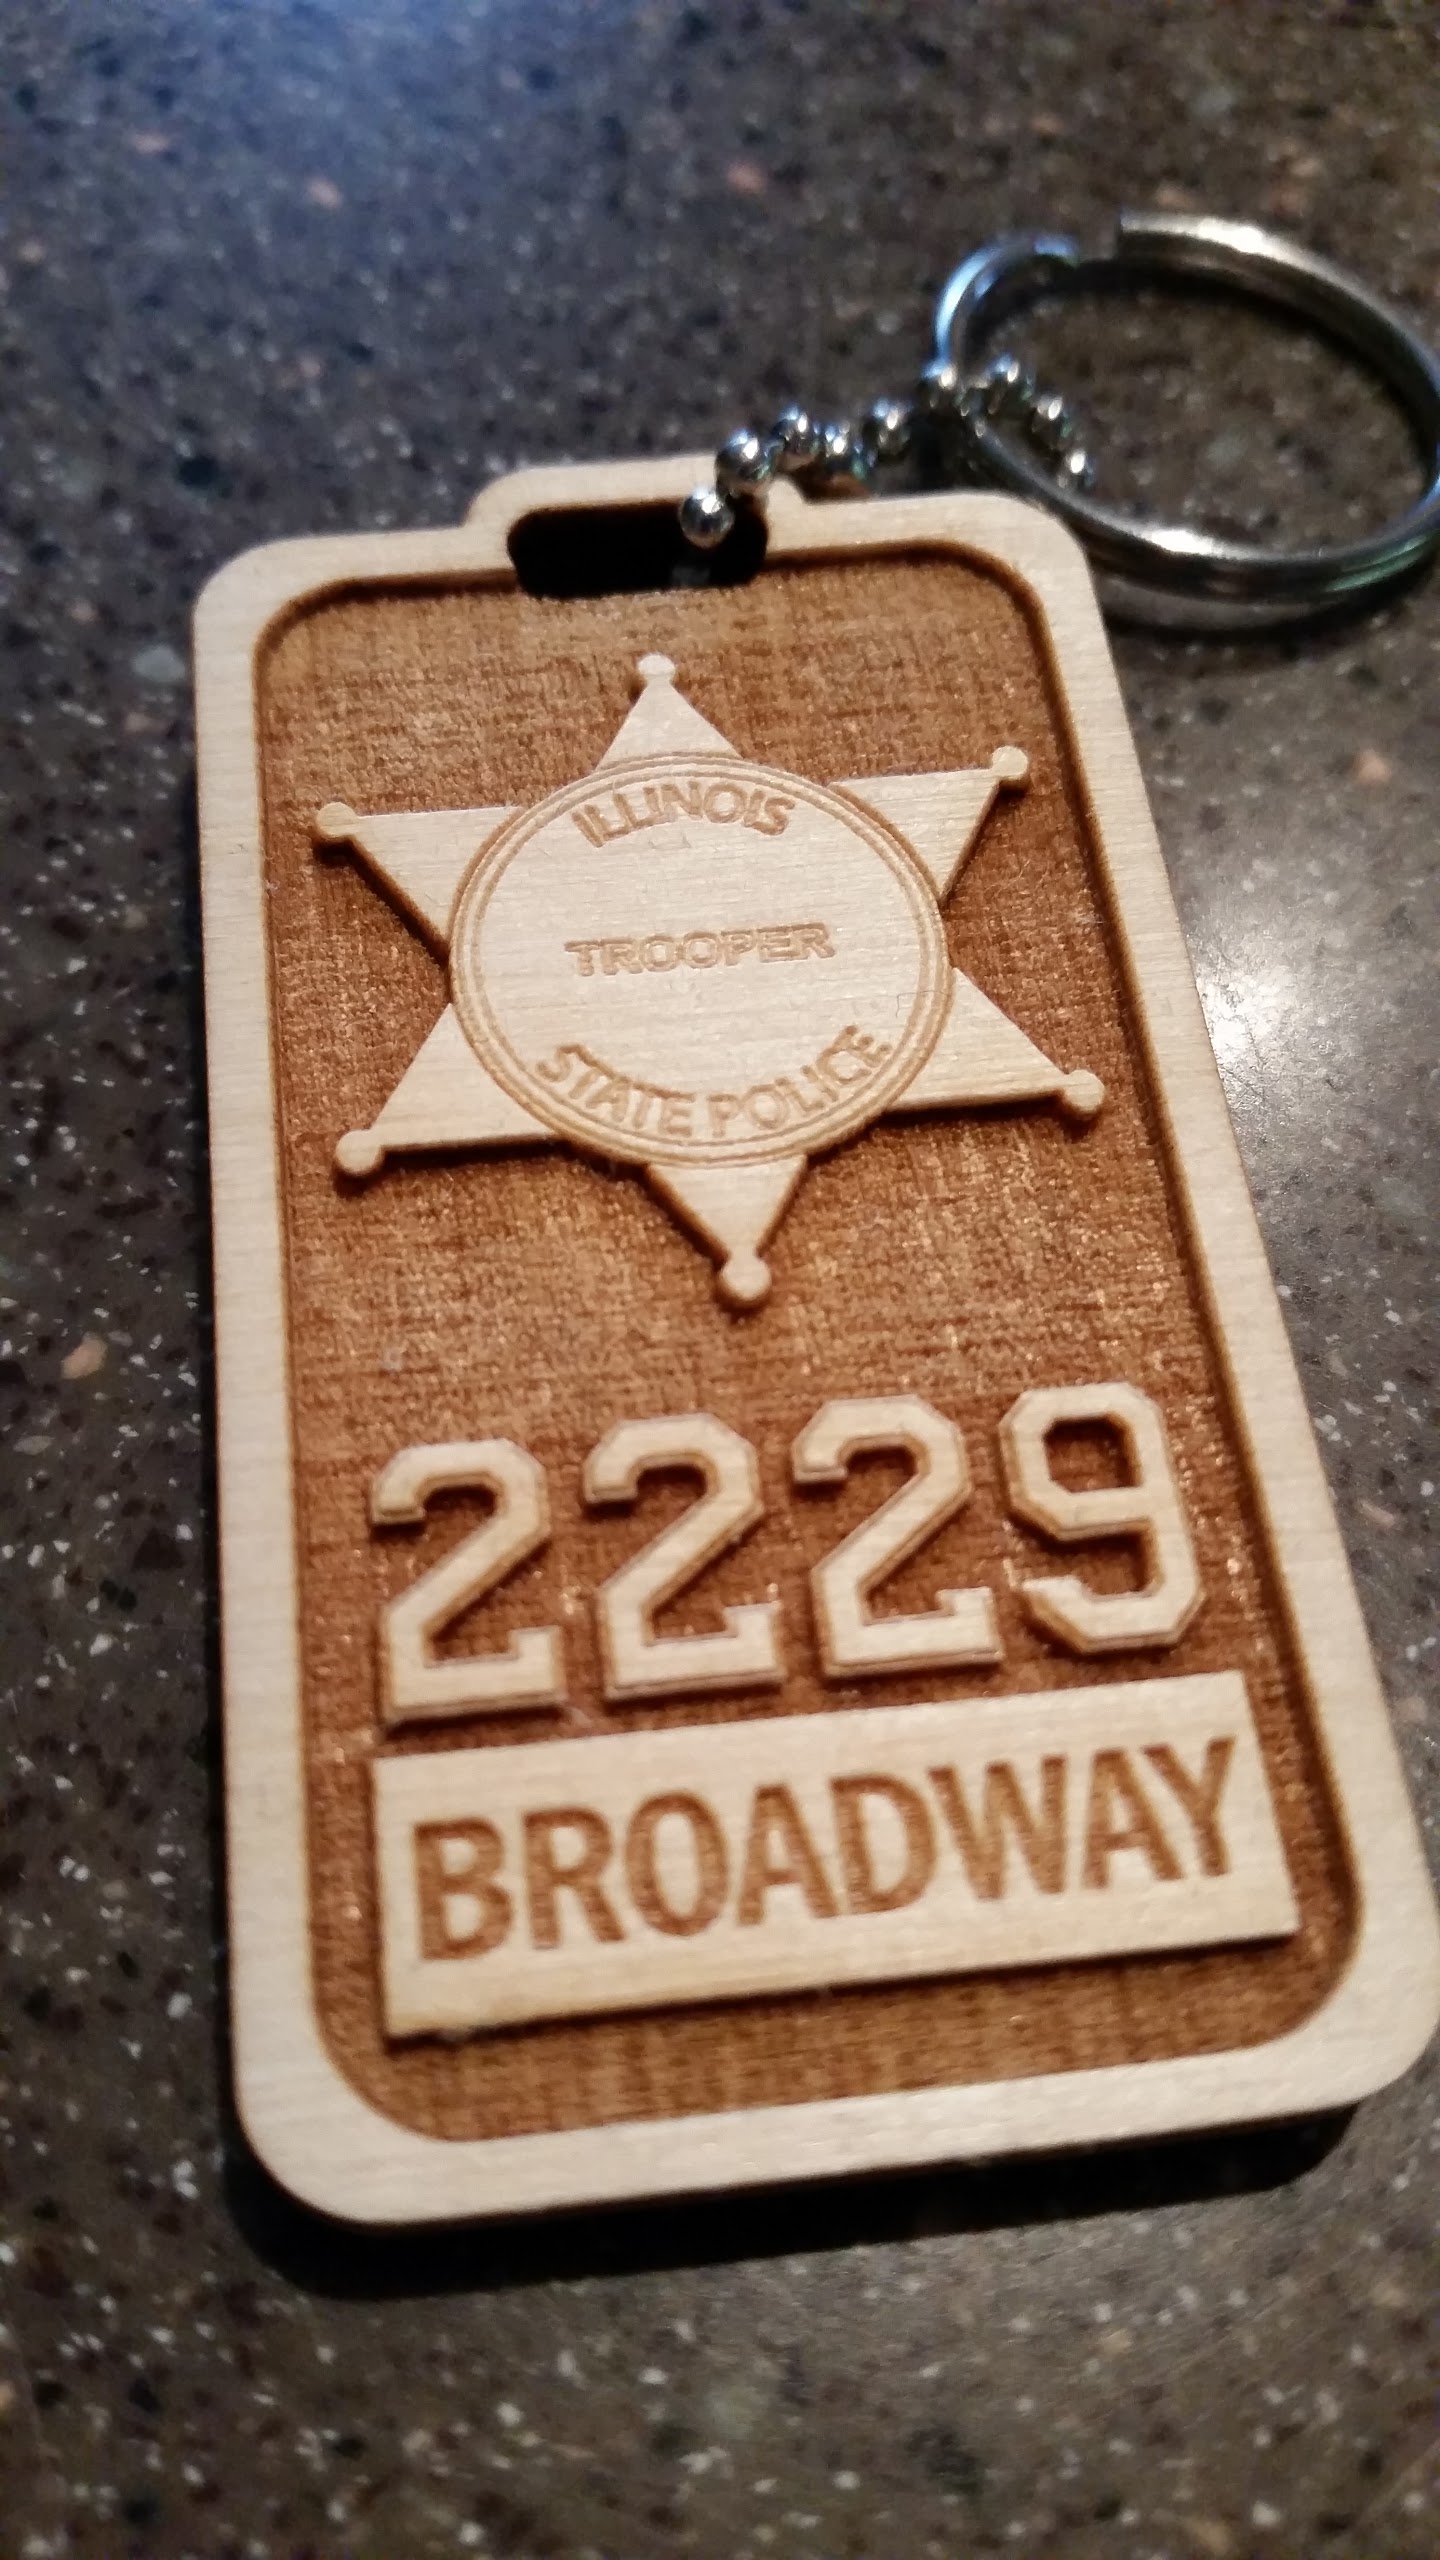 ILLINOIS
TROOPER
STATE POLICE
2229
BROADWAY